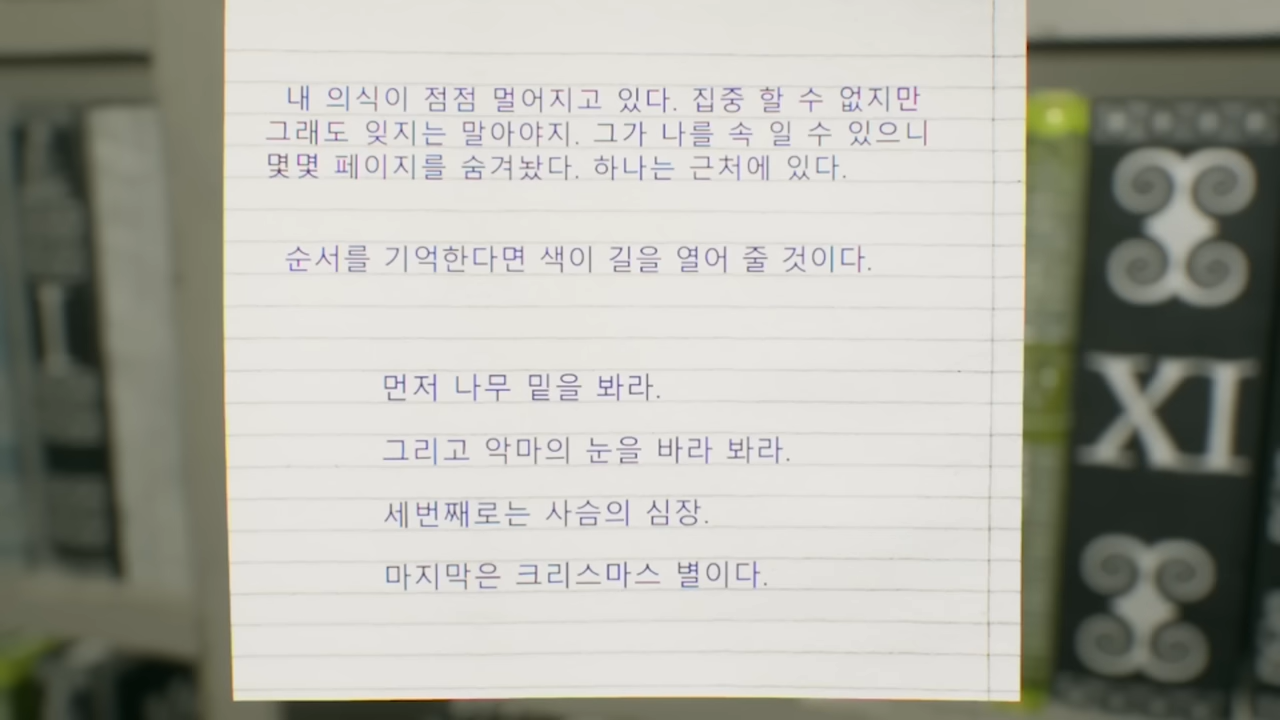 내 의식이 점점 멀어지고 있다. 집중 할 수 없지만
그래도 잊지는 말아야지. 그가 나를 속 일 수 있으니
몇몇 페이지를 숨겨놨다. 하나는 근처에 있다.
순서를 기억한다면 색이 길을 열어 줄 것이다.
먼저 나무 밑을 봐라.
그리고 악마의 눈을 바라 봐라.
세번째로는 사슴의 심장.
마지막은 크리스마스 별이다.
XI